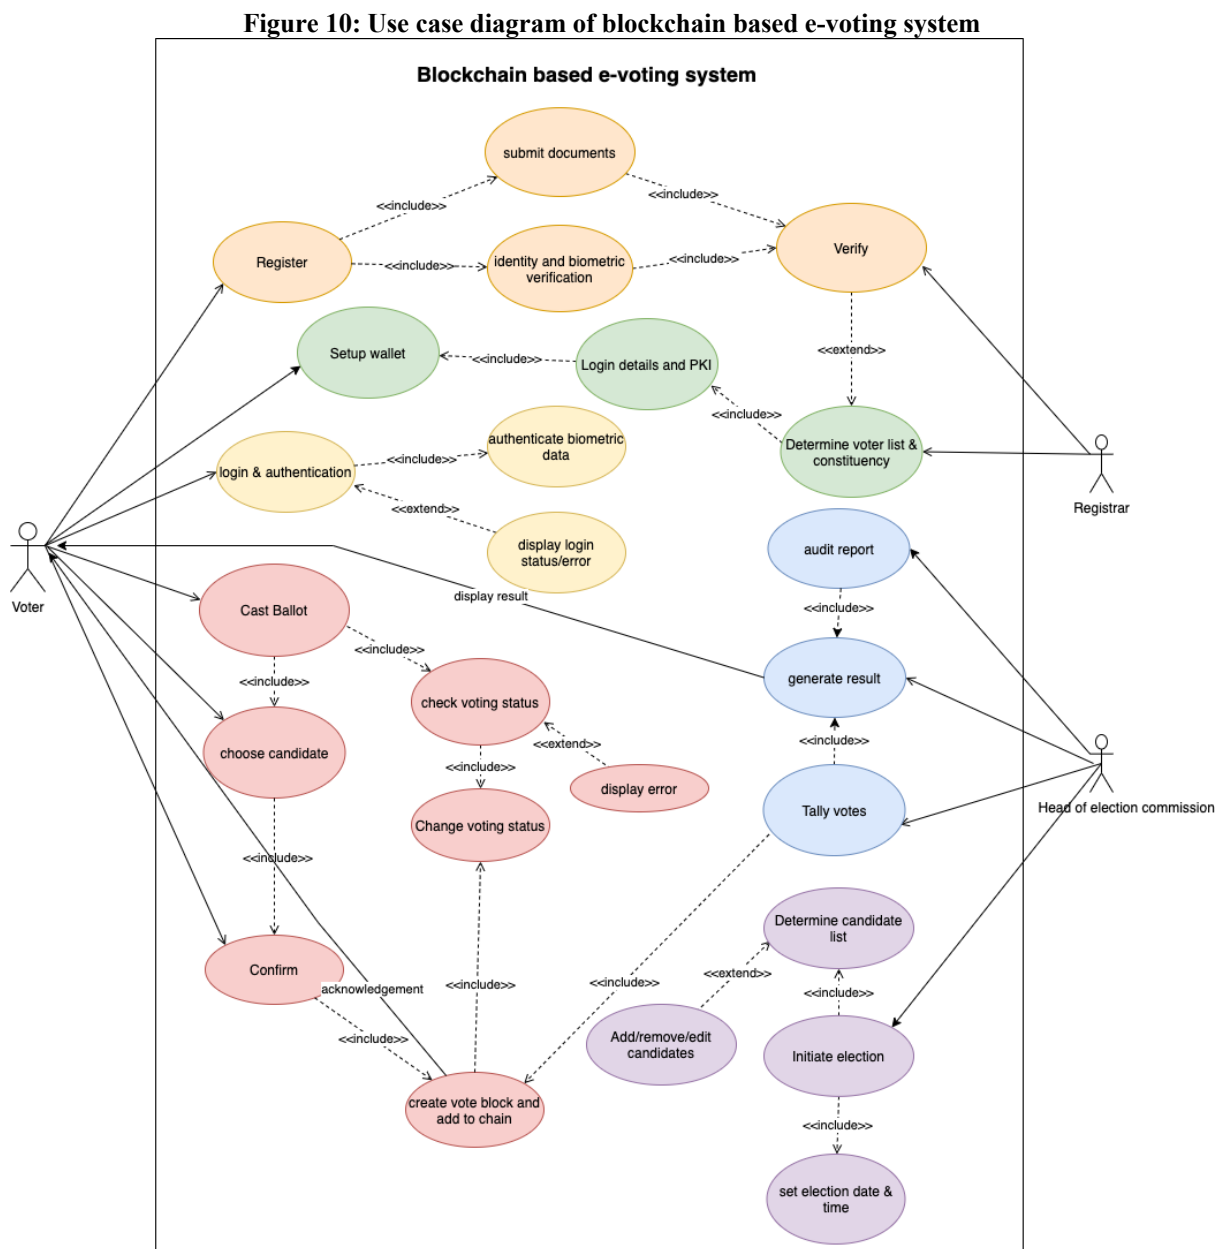 Figure 10: Use case diagram of blockchain based e-voting system
Blockchain based e-voting system
submit documents
<<include>>
<<include>>
Register
<<include>>
identity and biometric
verification
<<include>>
Verify
Setup wallet
<<include>>
Login details and PKI
<<extend>>
<<include>>
authenticate biometric
data
Determine voter list &
constituency
login & authentication
<<include>>
<<extend>>
Registrar
display login
status/error
audit report
Voter
display result
Cast Ballot
<<include>>
<<include>>
<<include>>
generate result
check voting status
choose candidate
<<extend>>
<<include>>
<<include>>
display error
Tally votes
Head of election commission
Change voting status
<<include>>
Determine candidate
list
Confirm
acknowledgement
<<include>>
<<include>>
<<extend>>
<<include>>
<<include>>
Add/remove/edit
candidates
Initiate election
create vote block and
add to chain
<<include>>
set election date &
time